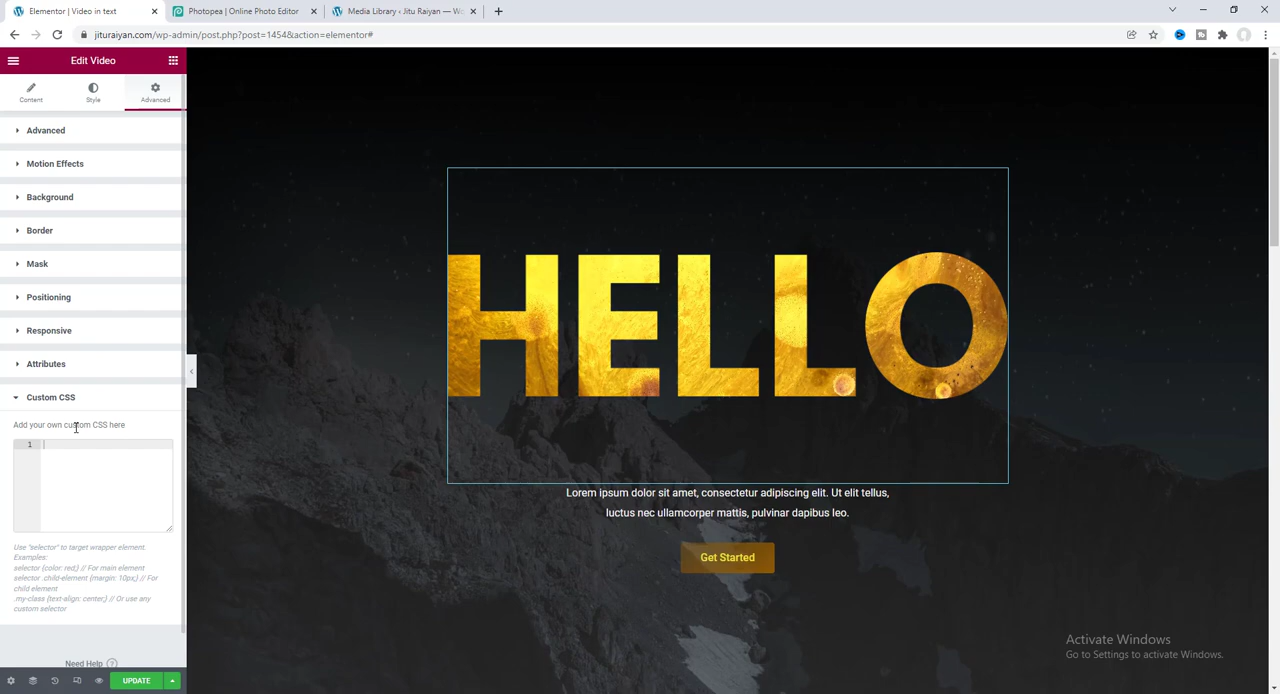 Elementor | Video in text
Photopea | Online Photo Editor
Media Library ‹ Jitu Raiyan — W
jituraiyan.com/wp-admin/post.php?post=1454&action=elementor#
Edit Video
Content
Style
Advanced
Advanced
Motion Effects
Background
Border
Mask
Positioning
Responsive
Attributes
Custom CSS
Add your own custom CSS here
1
Use "selector" to target wrapper element.
Examples:
selector {color: red;} // For main element
selector .child-element {margin: 10px;} // For
child element
.my-class {text-align: center;} // Or use any
custom selector
Need Help ?
UPDATE
HELLO
Lorem ipsum dolor sit amet, consectetur adipiscing elit. Ut elit tellus,
luctus nec ullamcorper mattis, pulvinar dapibus leo.
Get Started
Activate Windows
Go to Settings to activate Windows.